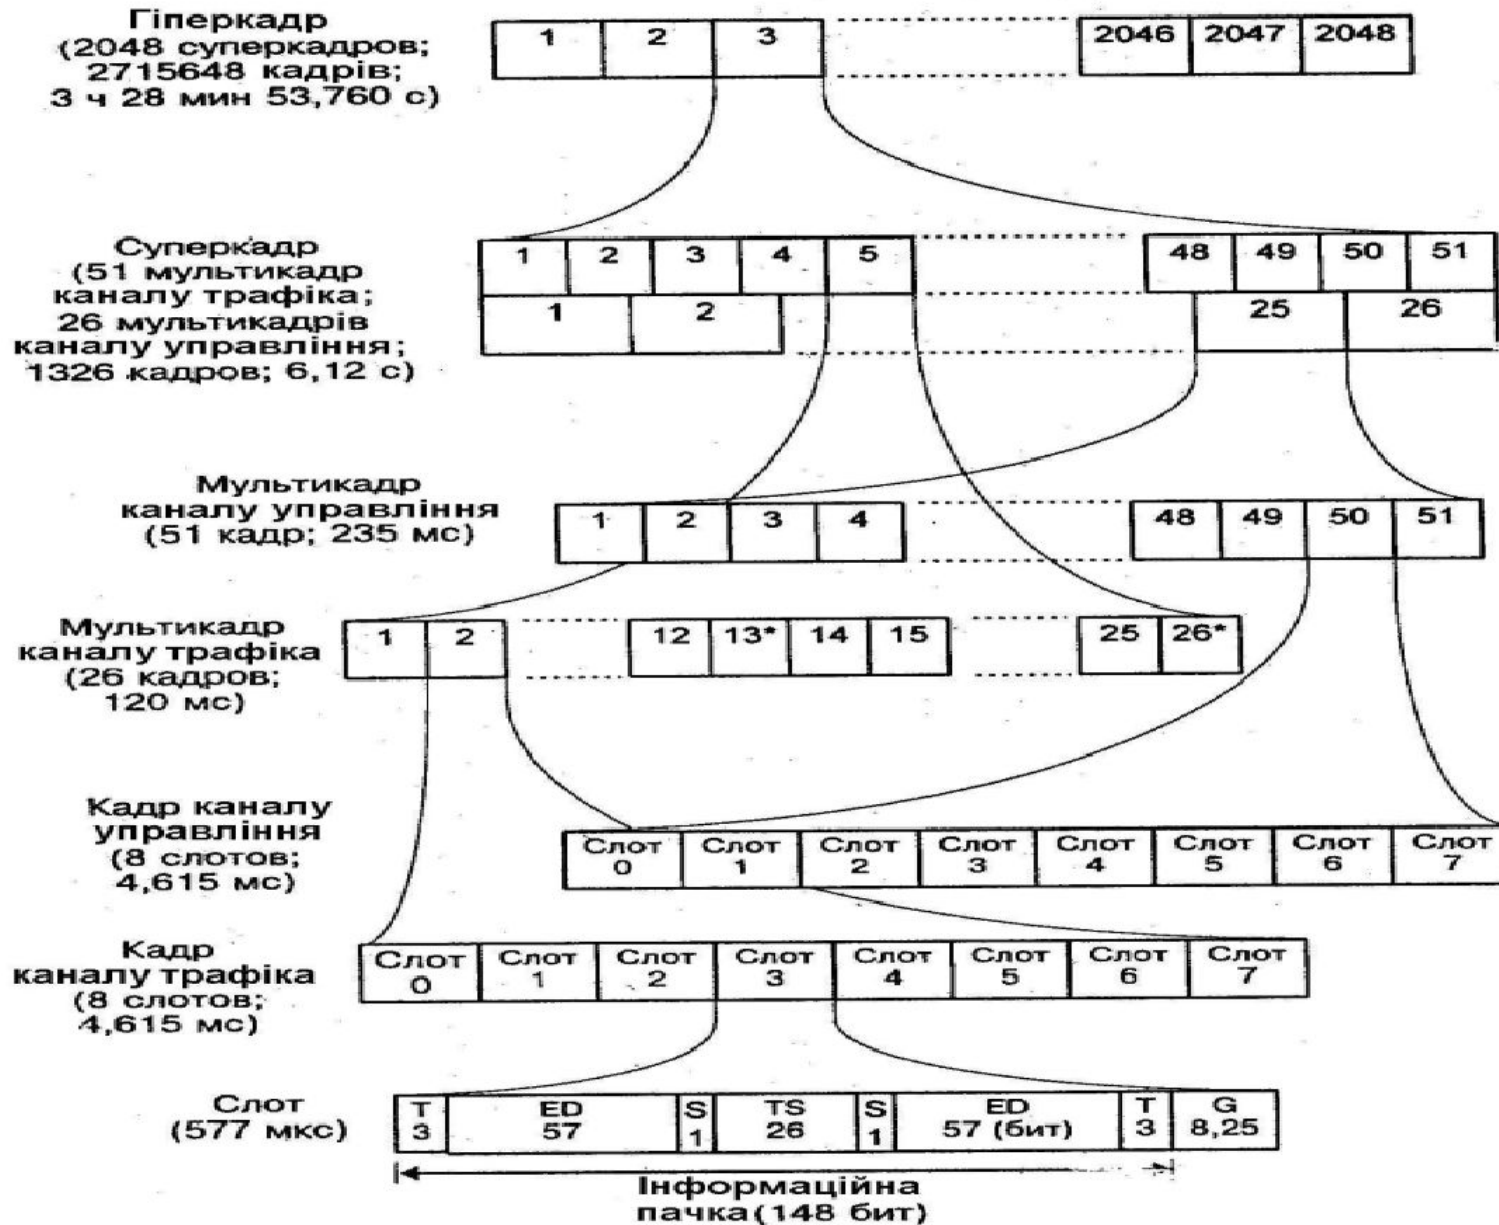 Гіперкадр
(2048 суперкадров;
2715648 кадрів;
3 ч 28 мин 53,760 с)
1 2 3 2046 2047 2048
Суперкадр
(51 мультикадр
каналу трафіка;
26 мультикадрів
каналу управління;
1326 кадров; 6,12 с)
1 2 3 4 5 48 49 50 51
1 2 25 26
Мультикадр
каналу управління
(51 кадр; 235 мс)
1 2 3 4 48 49 50 51
Мультикадр
каналу трафіка
(26 кадров;
120 мс)
1 2 12 13* 14 15 25 26*
Кадр каналу
управління
(8 слотов;
4,615 мс)
Слот 0 Слот 1 Слот 2 Слот 3 Слот 4 Слот 5 Слот 6 Слот 7
Кадр
каналу трафіка
(8 слотов;
4,615 мс)
Слот 0 Слот 1 Слот 2 Слот 3 Слот 4 Слот 5 Слот 6 Слот 7
Слот
(577 мкс)
T 3 ED 57 S 1 TS 26 S 1 ED 57 (бит) T 3 G 8,25
Інформаційна
пачка(148 бит)